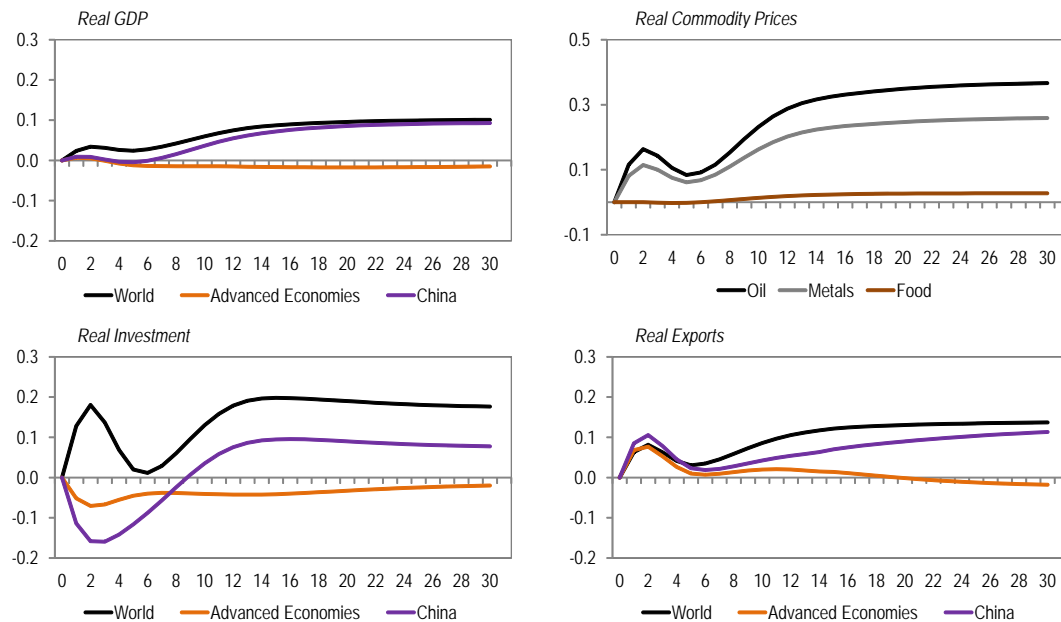 Real GDP
0.3
0.2
0.1
0.0
-0.1
-0.2
0 2 4 6 8 10 12 14 16 18 20 22 24 26 28 30
World Advanced Economies China
Real Commodity Prices
0.5
0.3
0.1
-0.1
0 2 4 6 8 10 12 14 16 18 20 22 24 26 28 30
Oil Metals Food
Real Investment
0.3
0.2
0.1
0.0
-0.1
-0.2
0 2 4 6 8 10 12 14 16 18 20 22 24 26 28 30
World Advanced Economies China
Real Exports
0.3
0.2
0.1
0.0
-0.1
-0.2
0 2 4 6 8 10 12 14 16 18 20 22 24 26 28 30
World Advanced Economies China